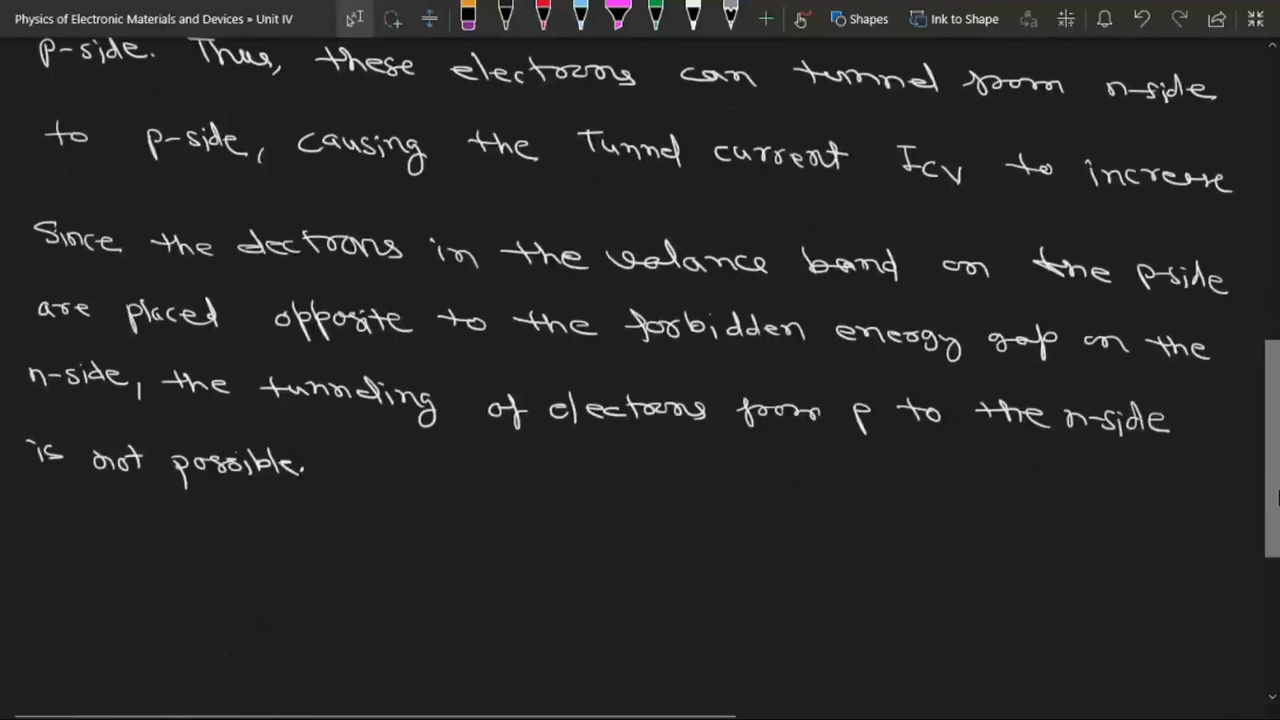 Physics of Electronic Materials and Devices » Unit IV
Shapes
Ink to Shape
p-side. Thus, these electrons can tunnel from n-side
to p-side, causing the Tunnel current Icv to increase
Since the electrons in the valance band on the p-side
are placed opposite to the forbidden energy gap on the
n-side, the tunneling of electrons from p to the n-side
is not possible.